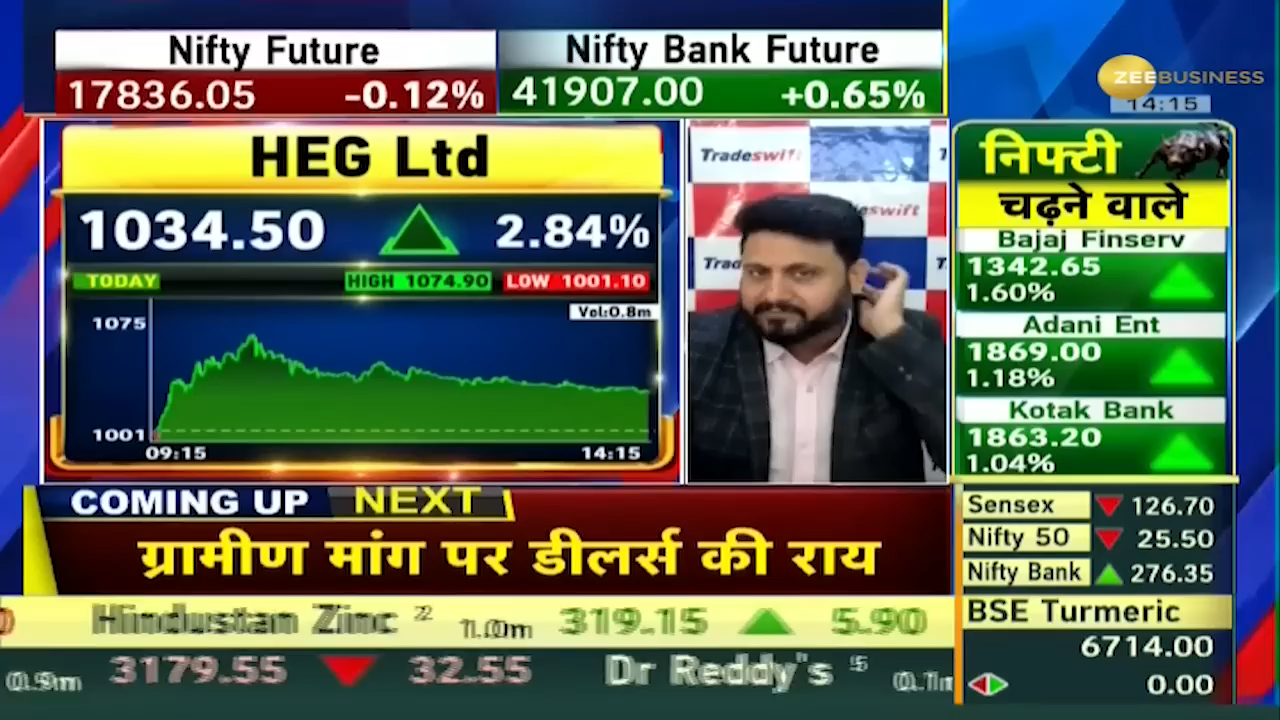 Nifty Future
17836.05 -0.12%
Nifty Bank Future
41907.00 +0.65%
ZEEBUSINESS
14:15
HEG Ltd
1034.50 2.84%
TODAY HIGH 1074.90 LOW 1001.10
Vol:0.8m
1075
1001
09:15 14:15
Tradeswift
swift
Trad
निफ्टी
चढ़ने वाले
Bajaj Finserv
1342.65
1.60%
Adani Ent
1869.00
1.18%
Kotak Bank
1863.20
1.04%
COMING UP NEXT
ग्रामीण मांग पर डीलर्स की राय
Sensex 126.70
Nifty 50 25.50
Nifty Bank 276.35
BSE Turmeric
6714.00
0.00
Hindustan Zinc 1.0m 319.15 5.90
0.9m 3179.55 32.55 Dr Reddy's